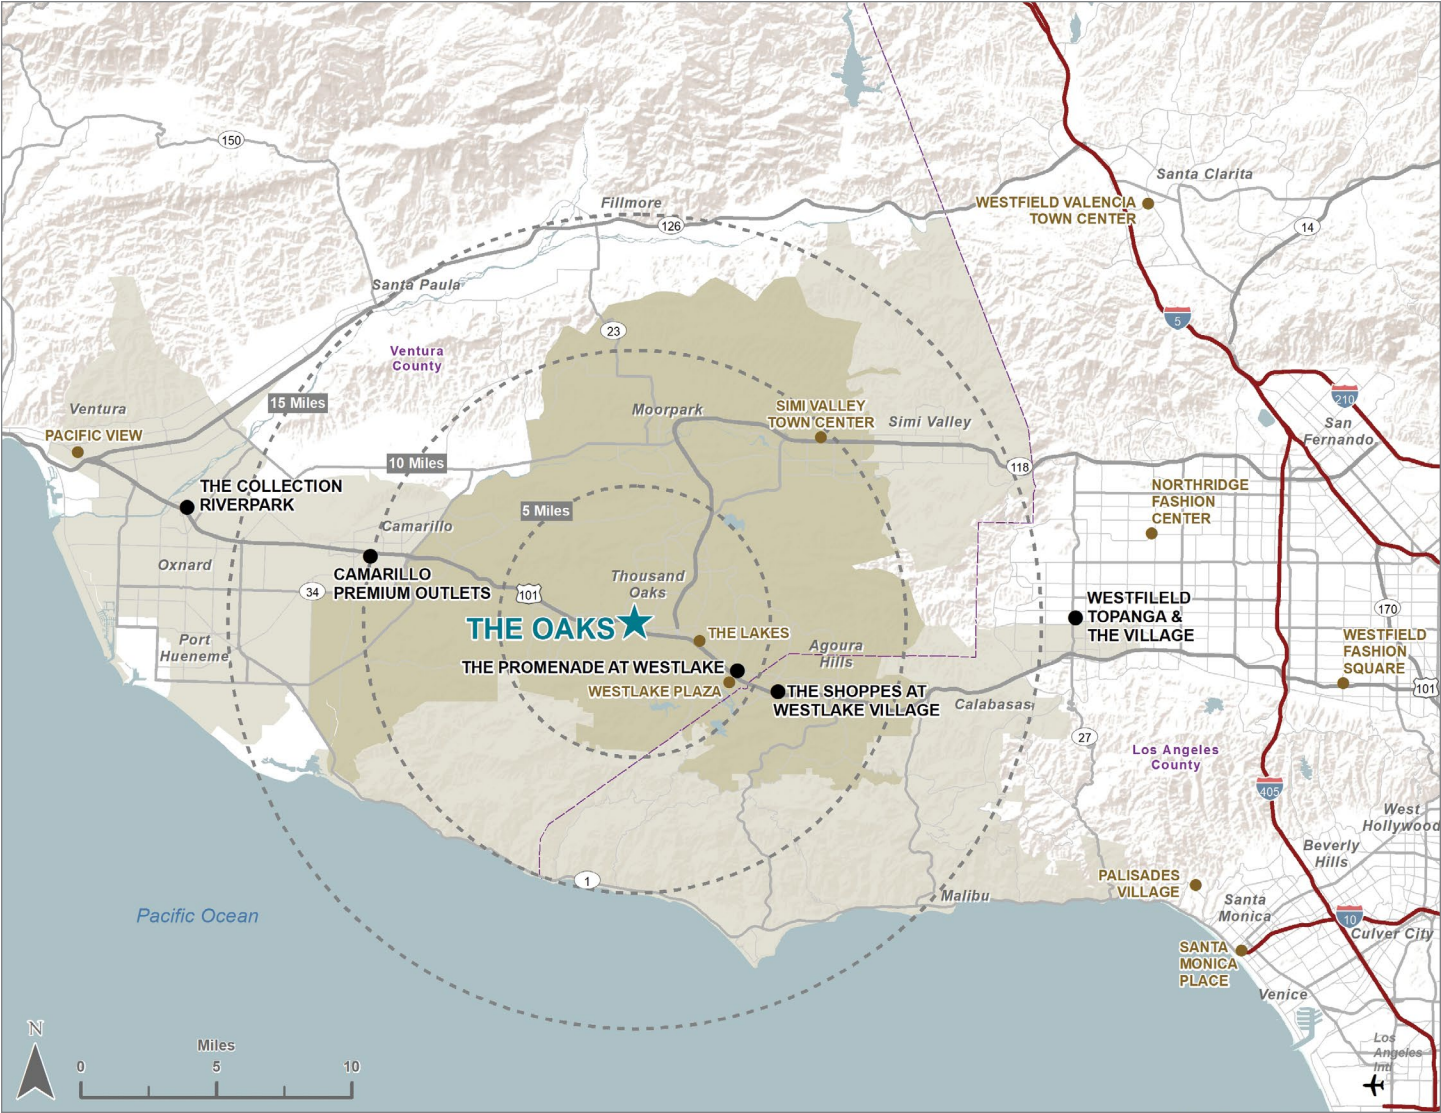 150
Santa Clarita
Fillmore
WESTFIELD VALENCIA
TOWN CENTER
126
14
Santa Paula
5
23
Ventura
County
210
15 Miles
Ventura
Moorpark
SIMI VALLEY
TOWN CENTER
Simi Valley
San
Fernando
PACIFIC VIEW
10 Miles
118
THE COLLECTION
RIVERPARK
NORTHRIDGE
FASHION
CENTER
5 Miles
Camarillo
Oxnard
CAMARILLO
PREMIUM OUTLETS
34
101
Thousand
Oaks
THE OAKS
WESTFILELD
TOPANGA &
THE VILLAGE
170
THE LAKES
Port
Hueneme
Agoura
Hills
WESTFIELD
FASHION
SQUARE
THE PROMENADE AT WESTLAKE
WESTLAKE PLAZA
THE SHOPPES AT
WESTLAKE VILLAGE
101
Calabasas
27
Los Angeles
County
405
West
Hollywood
Beverly
Hills
1
PALISADES
VILLAGE
Malibu
Santa
Monica
10
Pacific Ocean
Culver City
SANTA
MONICA
PLACE
Venice
N
Miles
0 5 10
Los
Angeles
Intl